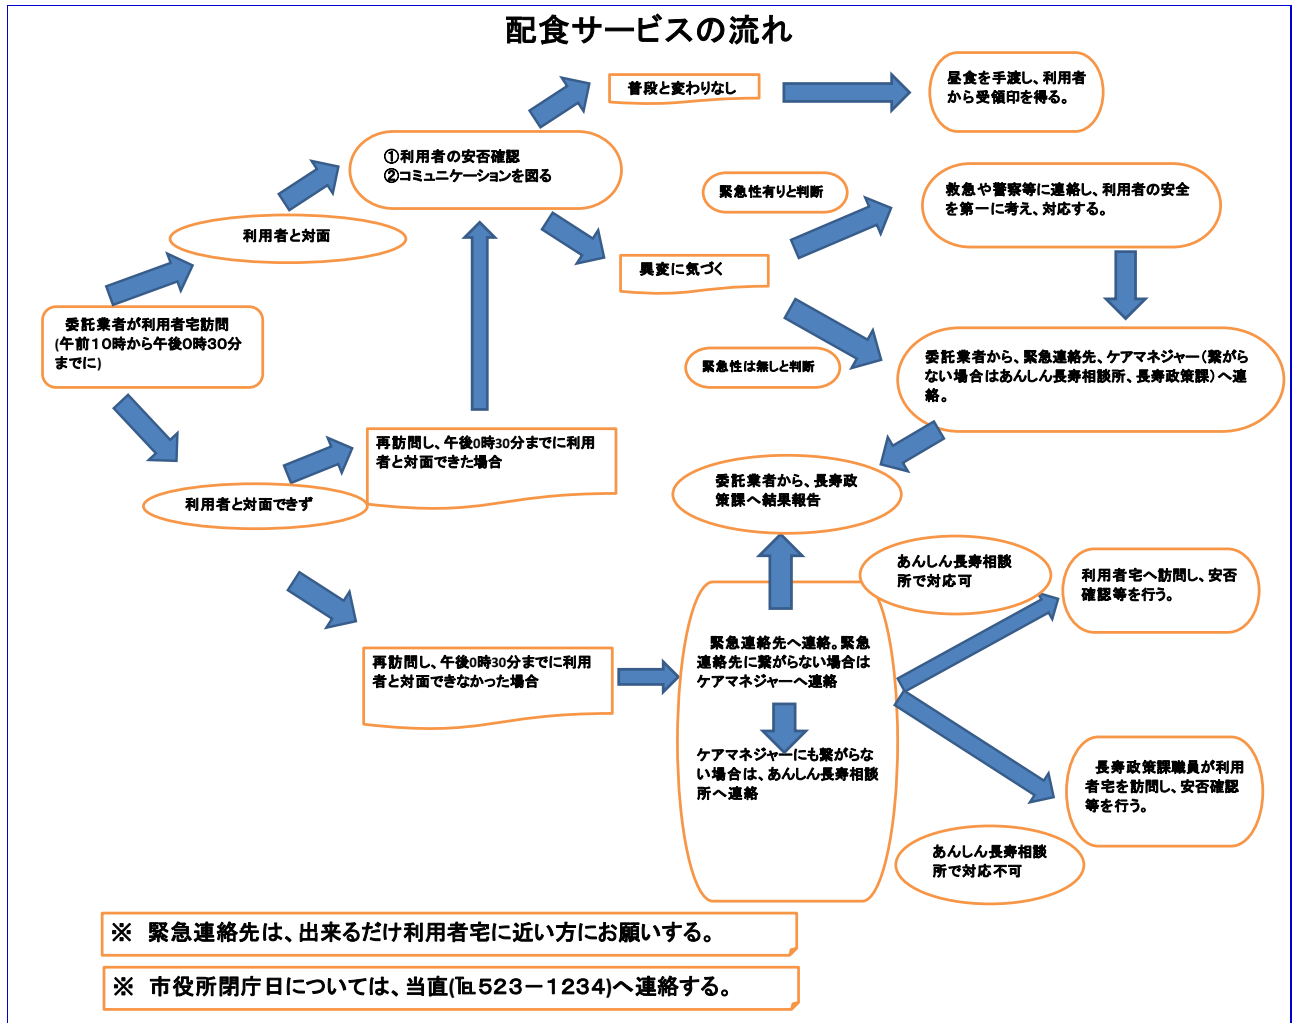 配食サービスの流れ
普段と変わりなし
昼食を手渡し、利用者
から受領印を得る。
①利用者の安否確認
②コミュニケーションを図る
緊急性有りと判断
救急や警察等に連絡し、利用者の安全
を第一に考え、対応する。
利用者と対面
異変に気づく
委託業者が利用者宅訪問
(午前10時から午後0時30分
までに)
緊急性は無しと判断
委託業者から、緊急連絡先、ケアマネジャー(繋がら
ない場合はあんしん長寿相談所、長寿政策課)へ連
絡。
再訪問し、午後0時30分までに利用
者と対面できた場合
利用者と対面できず
委託業者から、長寿政
策課へ結果報告
あんしん長寿相談
所で対応可
利用者宅へ訪問し、安否
確認等を行う。
再訪問し、午後0時30分までに利用
者と対面できなかった場合
緊急連絡先へ連絡。緊急
連絡先に繋がらない場合は
ケアマネジャーへ連絡
ケアマネジャーにも繋がらな
い場合は、あんしん長寿相談
所へ連絡
長寿政策課職員が利用
者宅を訪問し、安否確認
等を行う。
あんしん長寿相談
所で対応不可
※ 緊急連絡先は、出来るだけ利用者宅に近い方にお願いする。
※ 市役所閉庁日については、当直(℡523-1234)へ連絡する。